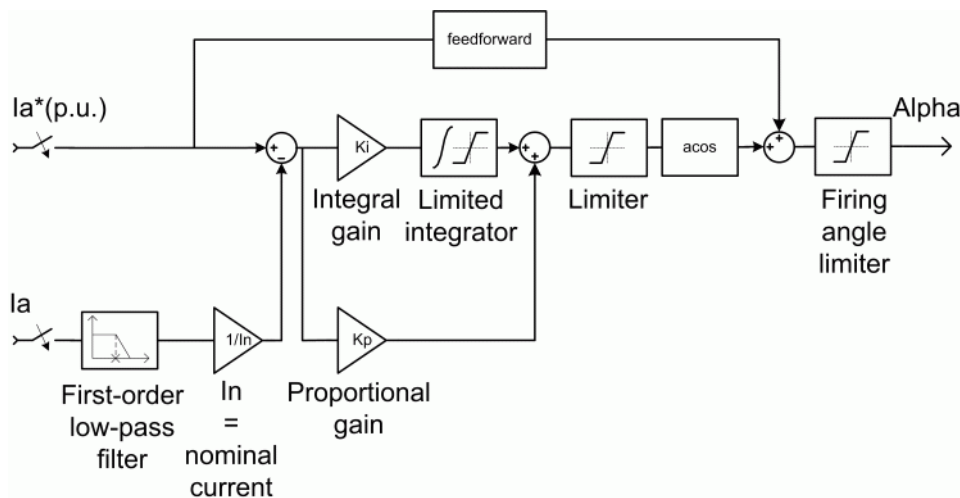 feedforward
Ia*(p.u.)
Alpha
+
−
Ki
+
+
acos
+
+
Integral
gain
Limited
integrator
Limiter
Firing
angle
limiter
Ia
1/In
Kp
First-order
low-pass
filter
In
=
nominal
current
Proportional
gain